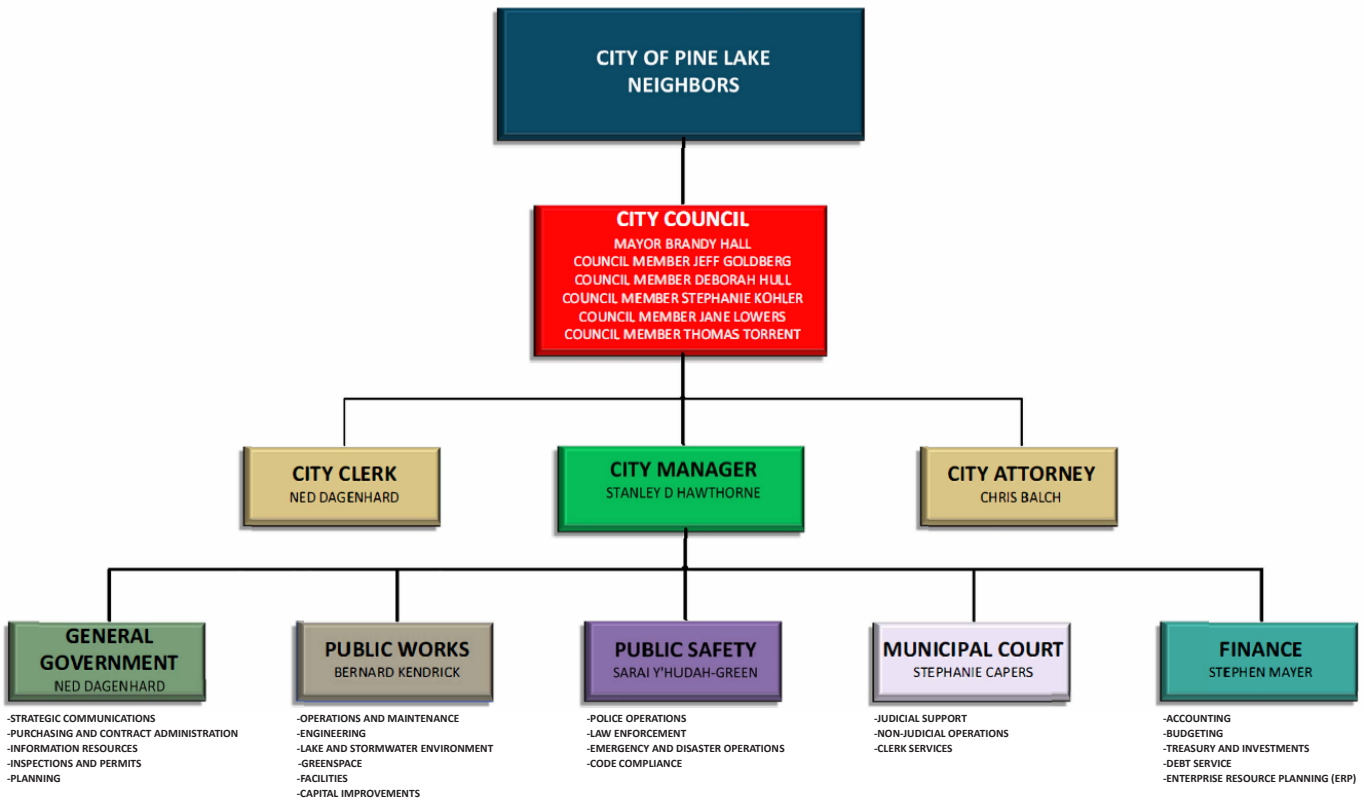 CITY OF PINE LAKE
NEIGHBORS
CITY COUNCIL
MAYOR BRANDY HALL
COUNCIL MEMBER JEFF GOLDBERG
COUNCIL MEMBER DEBORAH HULL
COUNCIL MEMBER STEPHANIE KOHLER
COUNCIL MEMBER JANE LOWERS
COUNCIL MEMBER THOMAS TORRENT
CITY CLERK
NED DAGENHARD
CITY MANAGER
STANLEY D HAWTHORNE
CITY ATTORNEY
CHRIS BALCH
GENERAL
GOVERNMENT
NED DAGENHARD
-STRATEGIC COMMUNICATIONS
-PURCHASING AND CONTRACT ADMINISTRATION
-INFORMATION RESOURCES
-INSPECTIONS AND PERMITS
-PLANNING
PUBLIC WORKS
BERNARD KENDRICK
-OPERATIONS AND MAINTENANCE
-ENGINEERING
-LAKE AND STORMWATER ENVIRONMENT
-GREENSPACE
-FACILITIES
-CAPITAL IMPROVEMENTS
PUBLIC SAFETY
SARAI Y'HUDAH-GREEN
-POLICE OPERATIONS
-LAW ENFORCEMENT
-EMERGENCY AND DISASTER OPERATIONS
-CODE COMPLIANCE
MUNICIPAL COURT
STEPHANIE CAPERS
-JUDICIAL SUPPORT
-NON-JUDICIAL OPERATIONS
-CLERK SERVICES
FINANCE
STEPHEN MAYER
-ACCOUNTING
-BUDGETING
-TREASURY AND INVESTMENTS
-DEBT SERVICE
-ENTERPRISE RESOURCE PLANNING (ERP)